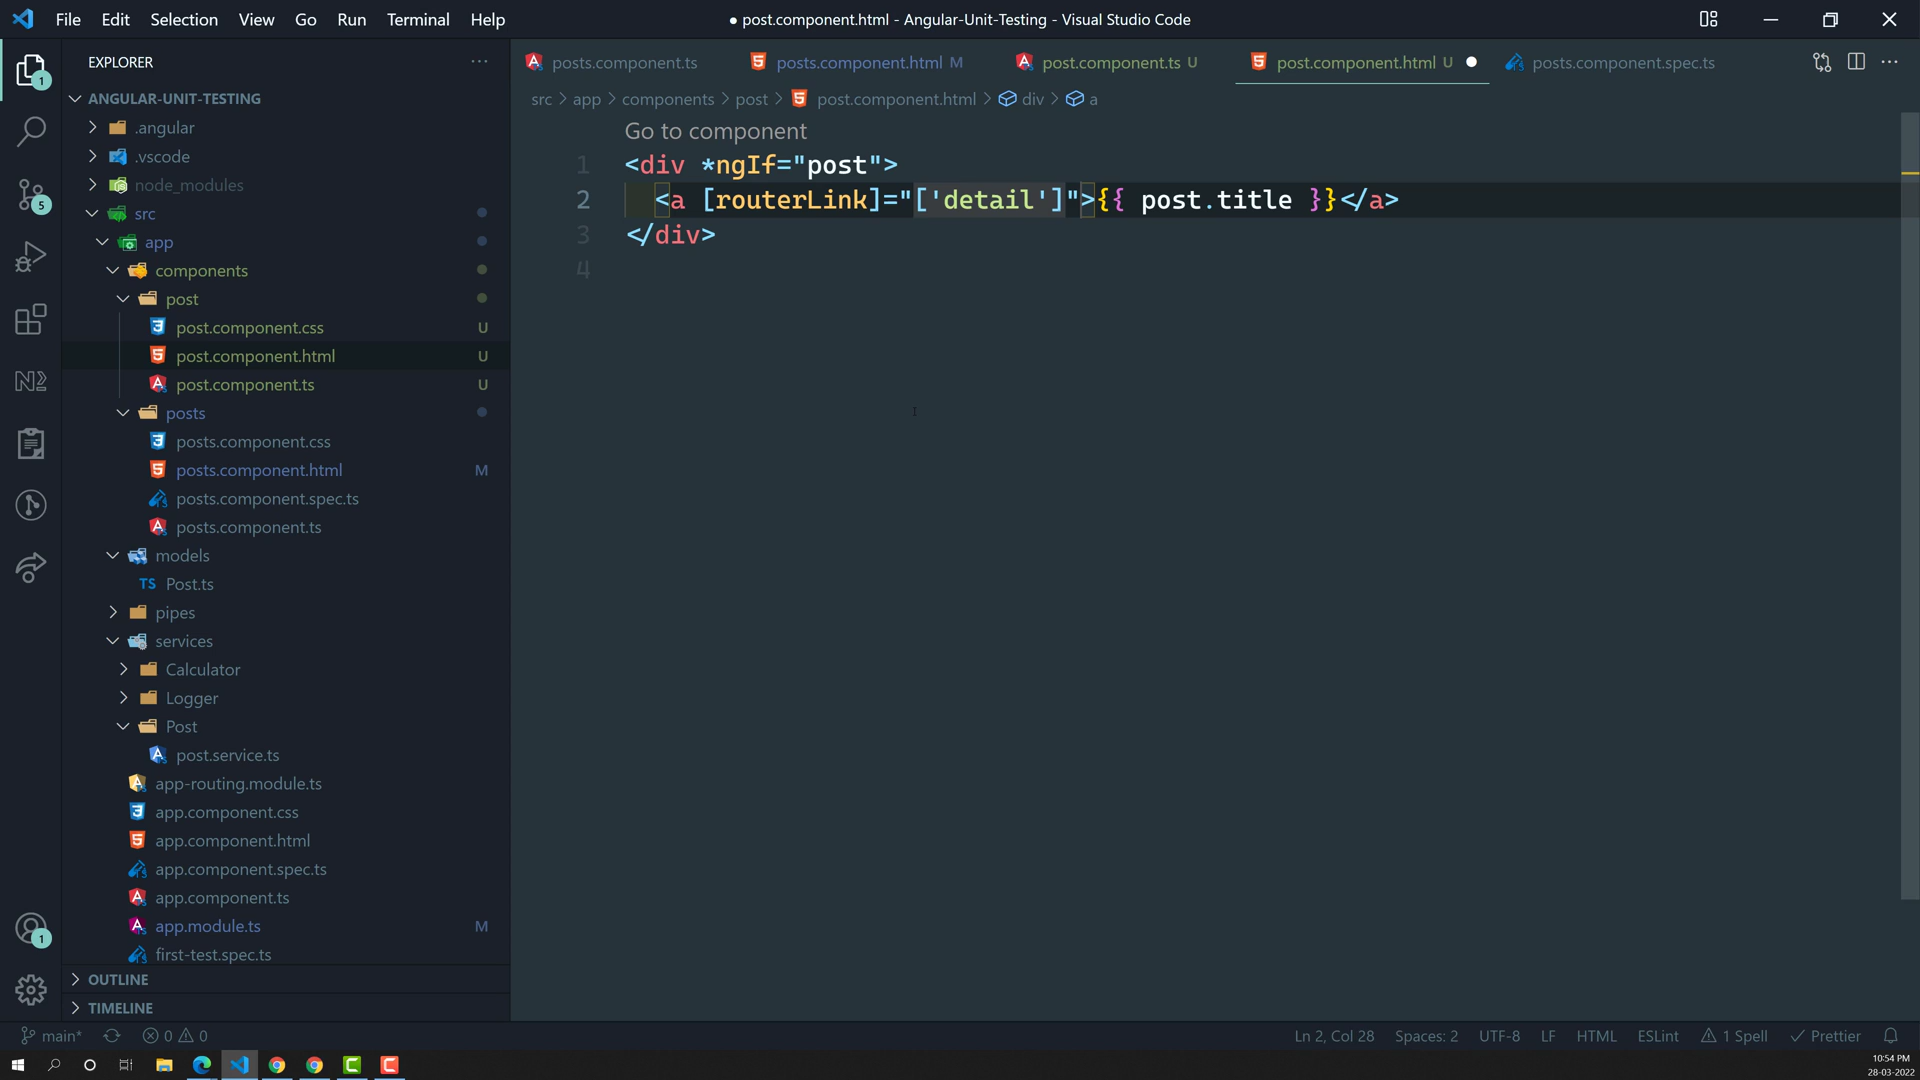 File Edit Selection View Go Run Terminal Help
● post.component.html - Angular-Unit-Testing - Visual Studio Code
EXPLORER
ANGULAR-UNIT-TESTING
.angular
.vscode
node_modules
src
app
components
post
post.component.css U
post.component.html U
post.component.ts U
posts
posts.component.css
posts.component.html M
posts.component.spec.ts
posts.component.ts
models
TS Post.ts
pipes
services
Calculator
Logger
Post
post.service.ts
app-routing.module.ts
app.component.css
app.component.html
app.component.spec.ts
app.component.ts
app.module.ts M
first-test.spec.ts
OUTLINE
TIMELINE
1
5
1
posts.component.ts posts.component.html M post.component.ts U post.component.html U ● posts.component.spec.ts
src > app > components > post > post.component.html > div > a
Go to component
1 <div *ngIf="post">
2 <a [routerLink]="['detail']">{{ post.title }}</a>
3 </div>
4
main* 0 0 Ln 2, Col 28 Spaces: 2 UTF-8 LF HTML ESLint 1 Spell Prettier
10:54 PM
28-03-2022